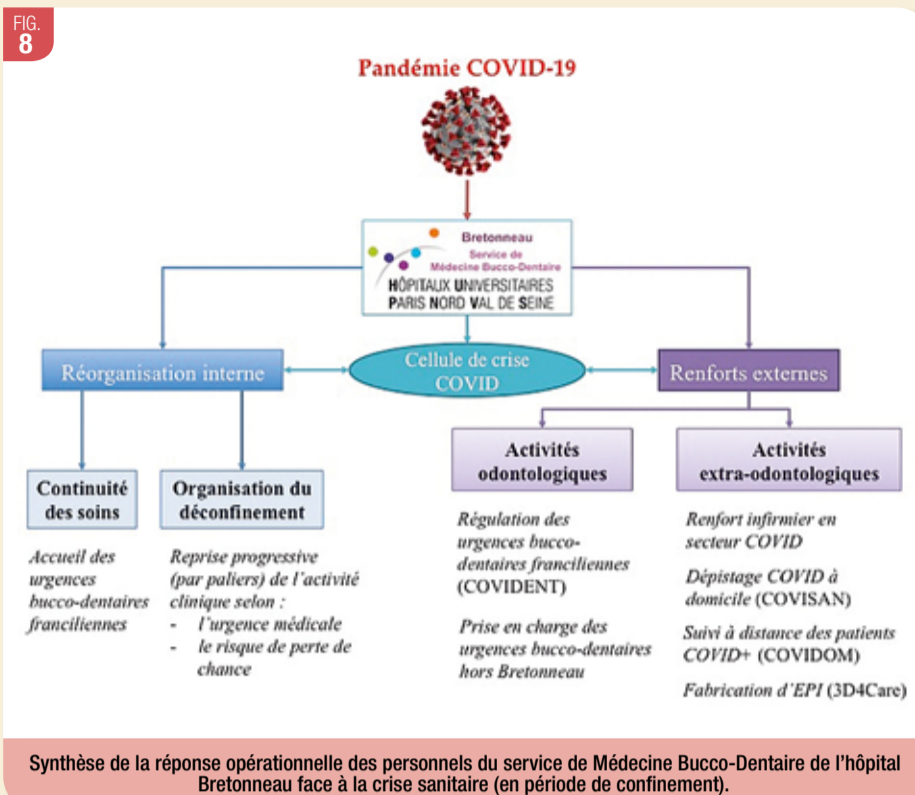 FIG.
8
Pandémie COVID-19
Bretonneau
Service de
Médecine Bucco-Dentaire
HÔPITAUX UNIVERSITAIRES
PARIS NORD VAL DE SEINE
Réorganisation interne
Cellule de crise
COVID
Renforts externes
Continuité
des soins
Organisation du
déconfinement
Activités
odontologiques
Activités
extra-odontologiques
Accueil des
urgences
bucco-dentaires
franciliennes
Reprise progressive
(par paliers) de l'activité
clinique selon :
- l'urgence médicale
- le risque de perte de
chance
Régulation des
urgences bucco-
dentaires franciliennes
(COVIDENT)
Prise en charge des
urgences bucco-dentaires
hors Bretonneau
Renfort infirmier en
secteur COVID
Dépistage COVID à
domicile (COVISAN)
Suivi à distance des patients
COVID+ (COVIDOM)
Fabrication d'EPI (3D4Care)
Synthèse de la réponse opérationnelle des personnels du service de Médecine Bucco-Dentaire de l'hôpital
Bretonneau face à la crise sanitaire (en période de confinement).